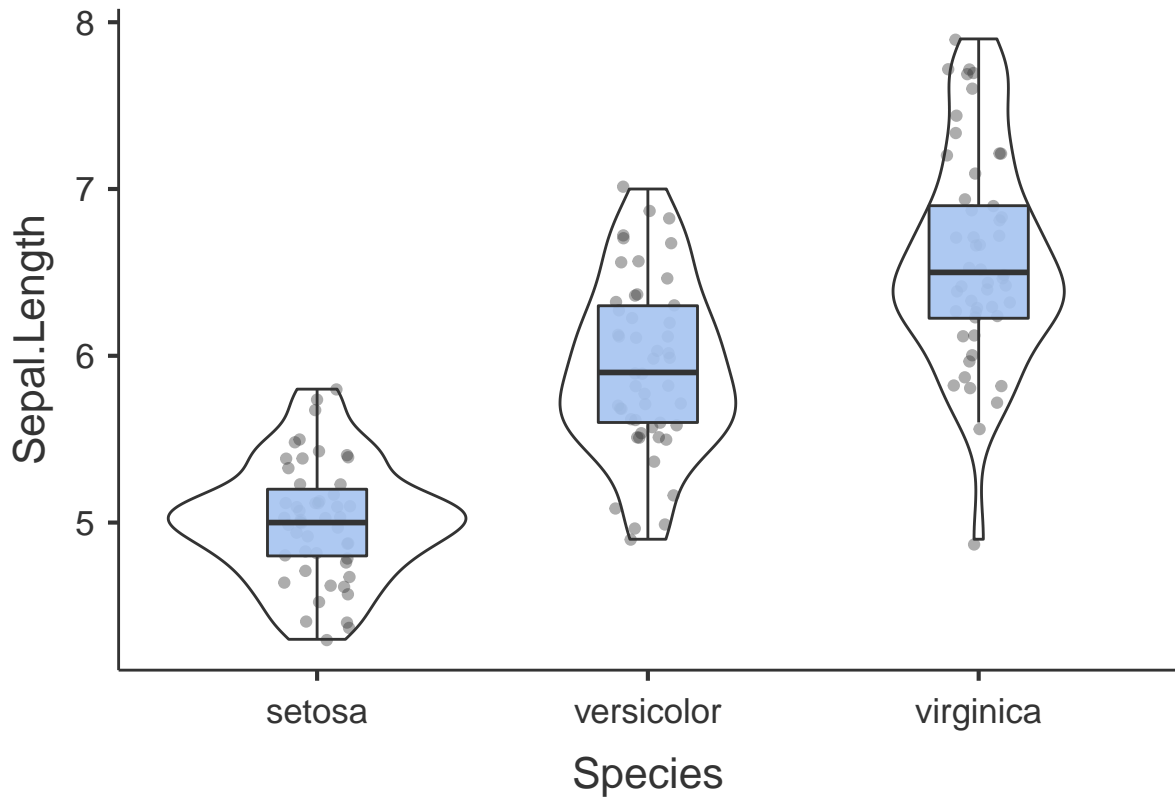 Sepal.Length
8
7
6
5
setosa
versicolor
virginica
Species